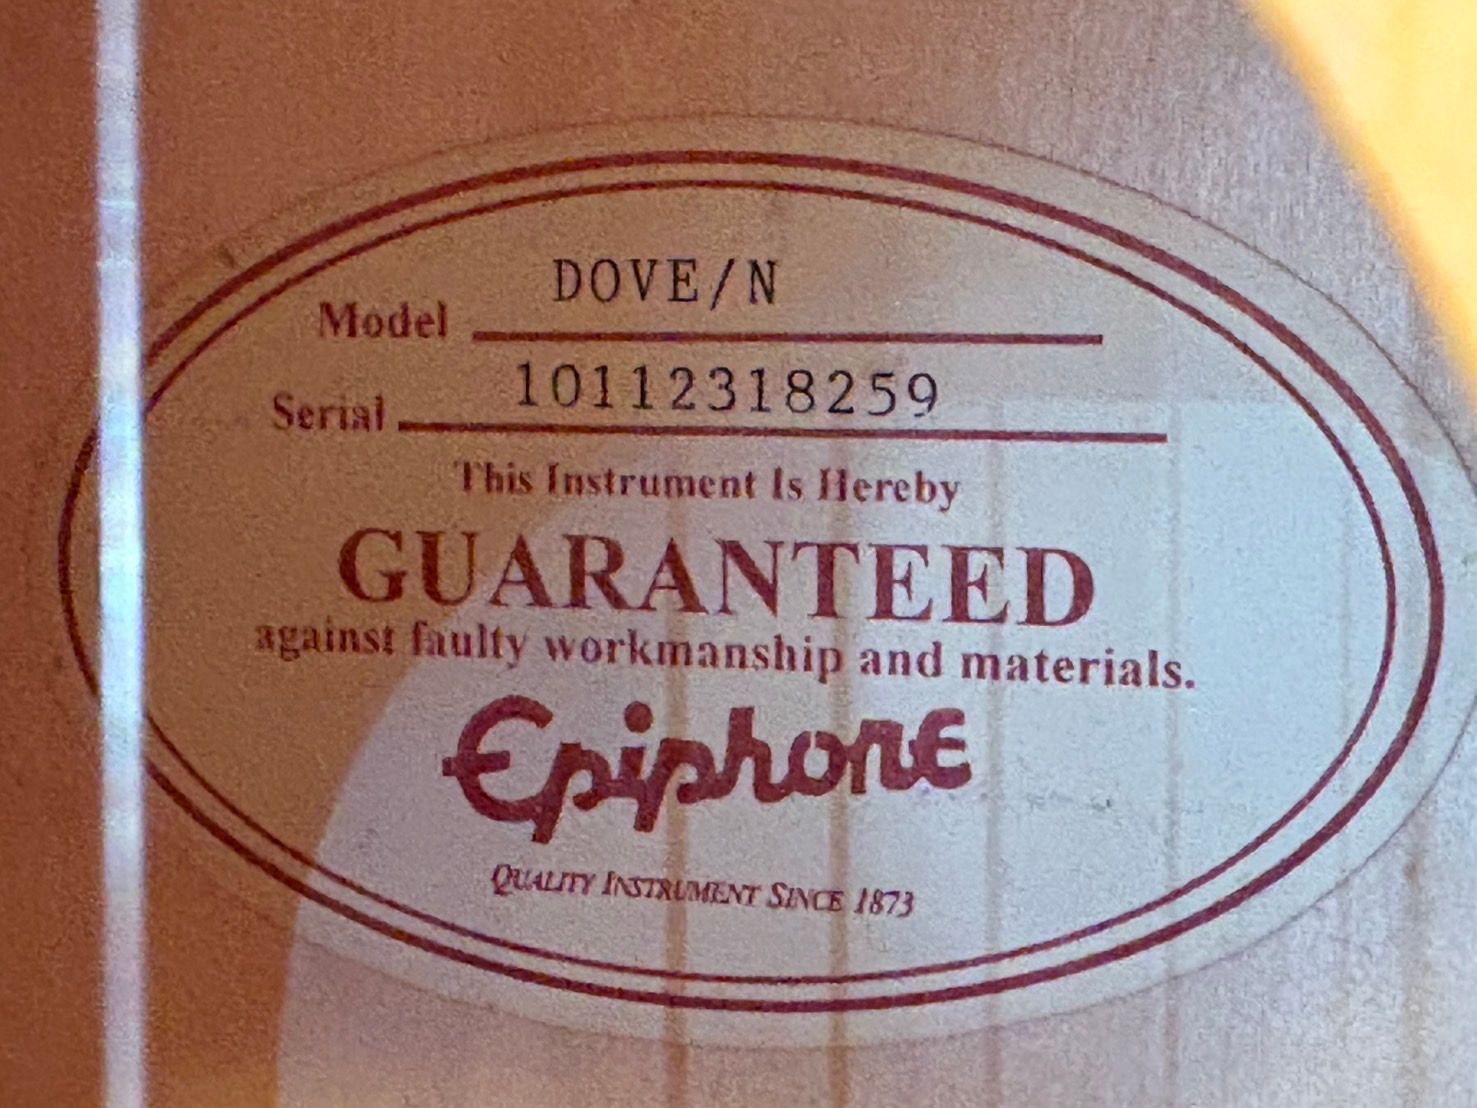 Model DOVE/N
Serial 10112318259
This Instrument Is Hereby
GUARANTEED
against faulty workmanship and materials.
Epiphone
QUALITY INSTRUMENT SINCE 1873